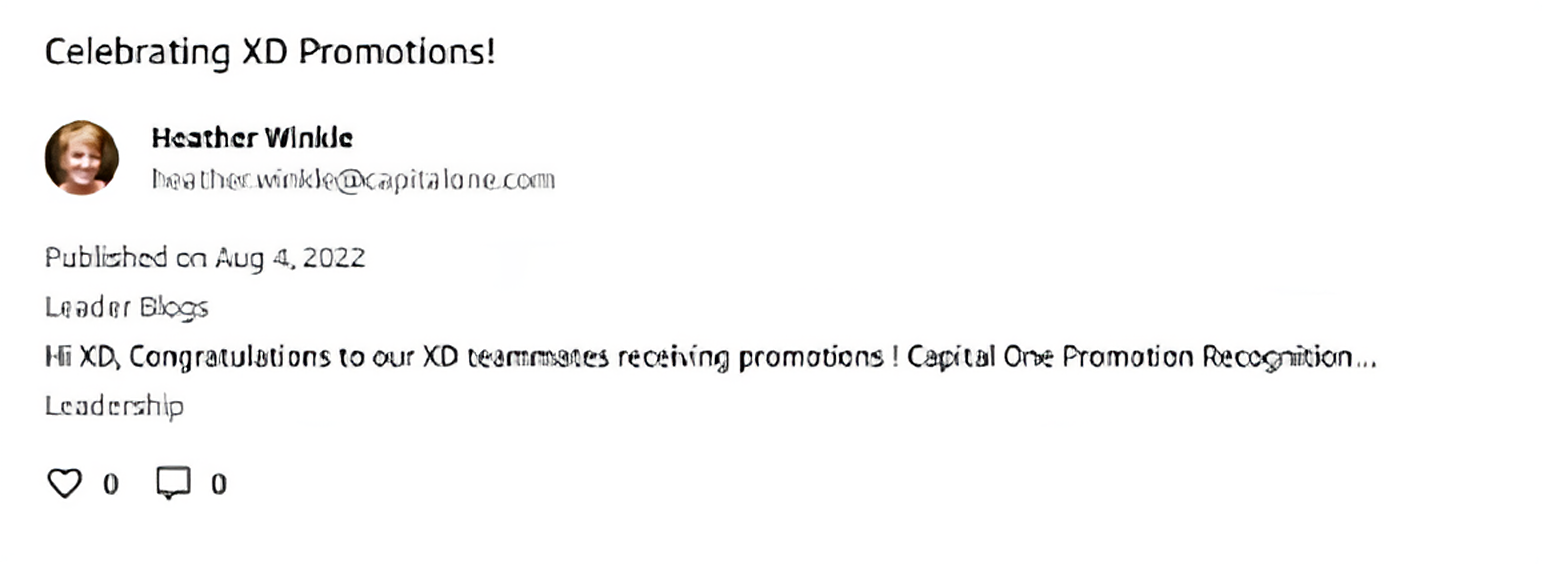 Celebrating XD Promotions!
Heather Winkle
heather.winkle@capitalone.com
Published on Aug 4, 2022
Leader Blogs
Hi XD, Congratulations to our XD teammates receiving promotions ! Capital One Promotion Recognition...
Leadership
0 0